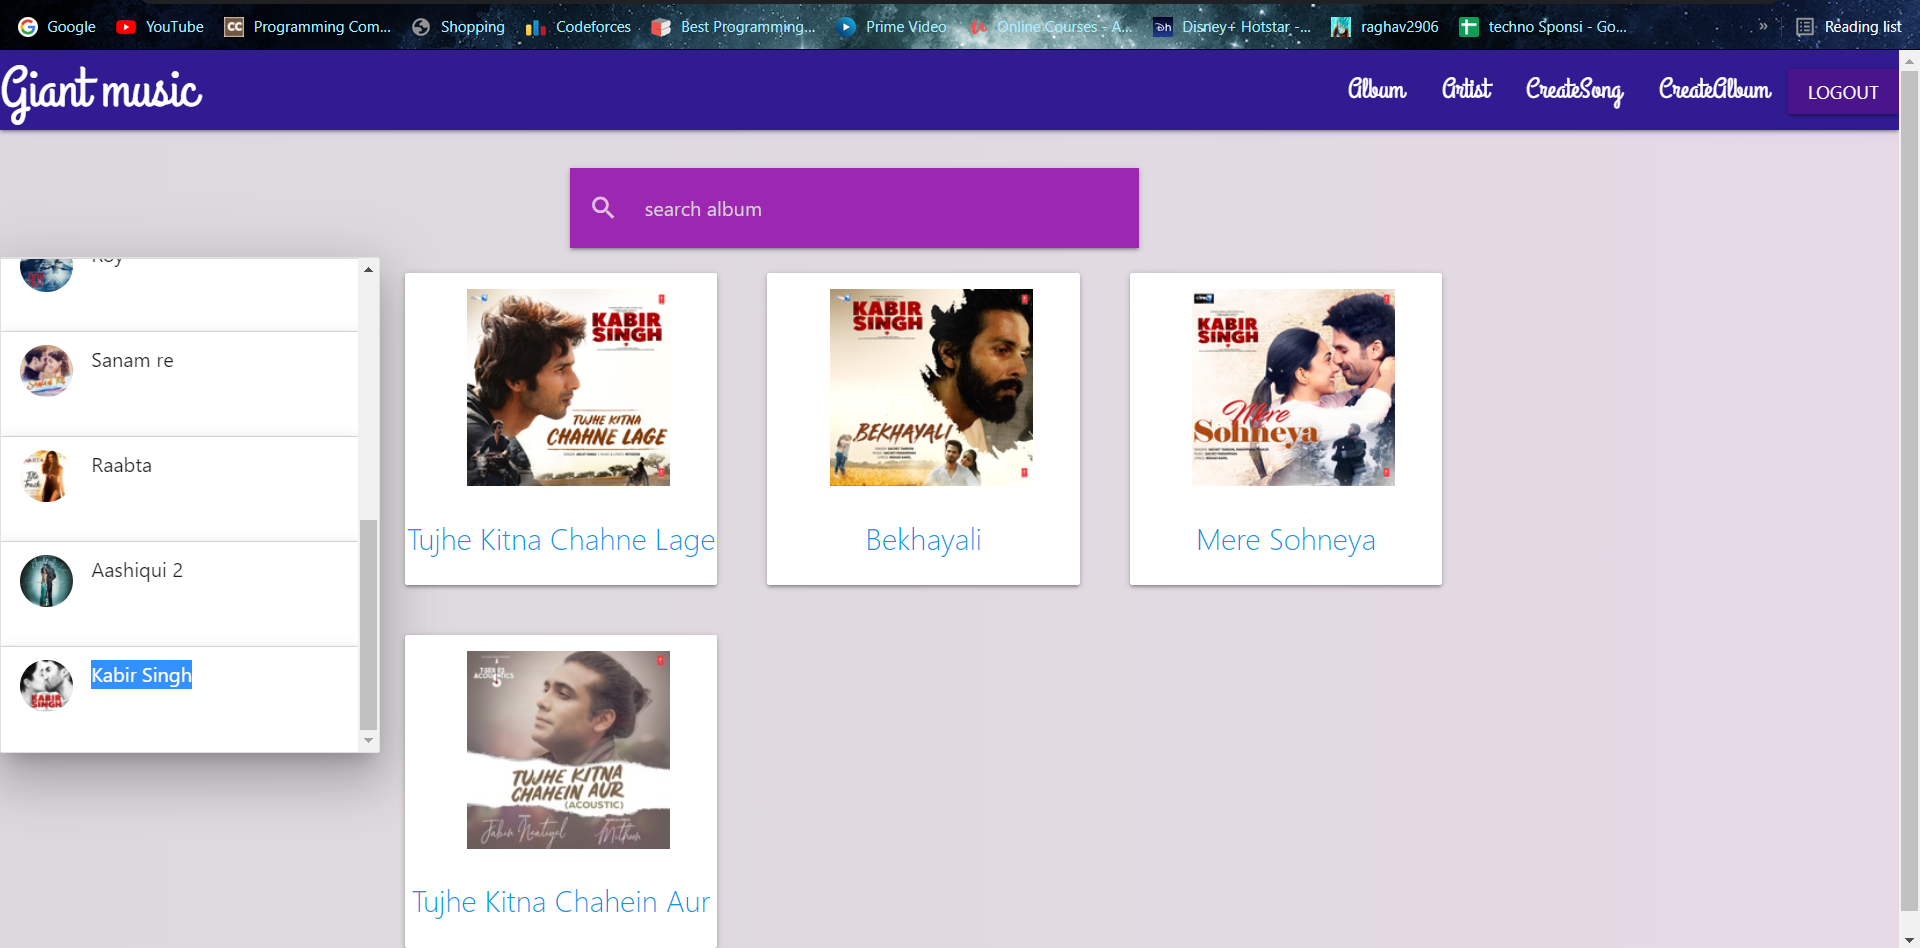 Google YouTube Programming Com... Shopping Codeforces Best Programming... Prime Video Online Courses - A... Disney+ Hotstar -... raghav2906 techno Sponsi - Go... » Reading list
Giant music Album Artist CreateSong CreateAlbum LOGOUT
search album
Sanam re
Raabta
Aashiqui 2
Kabir Singh
KABIR
SINGH
TUJHE KITNA
CHAHNE LAGE
Tujhe Kitna Chahne Lage
KABIR
SINGH
BEKHAYALI
Bekhayali
KABIR
SINGH
Mere
Sohneya
Mere Sohneya
ACOUSTICS
TUJHE KITNA
CHAHEIN AUR
(ACOUSTIC)
Tujhe Kitna Chahein Aur